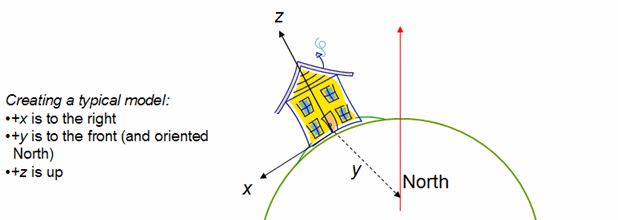 z
Creating a typical model:
•+x is to the right
•+y is to the front (and oriented
North)
•+z is up
x
y
North